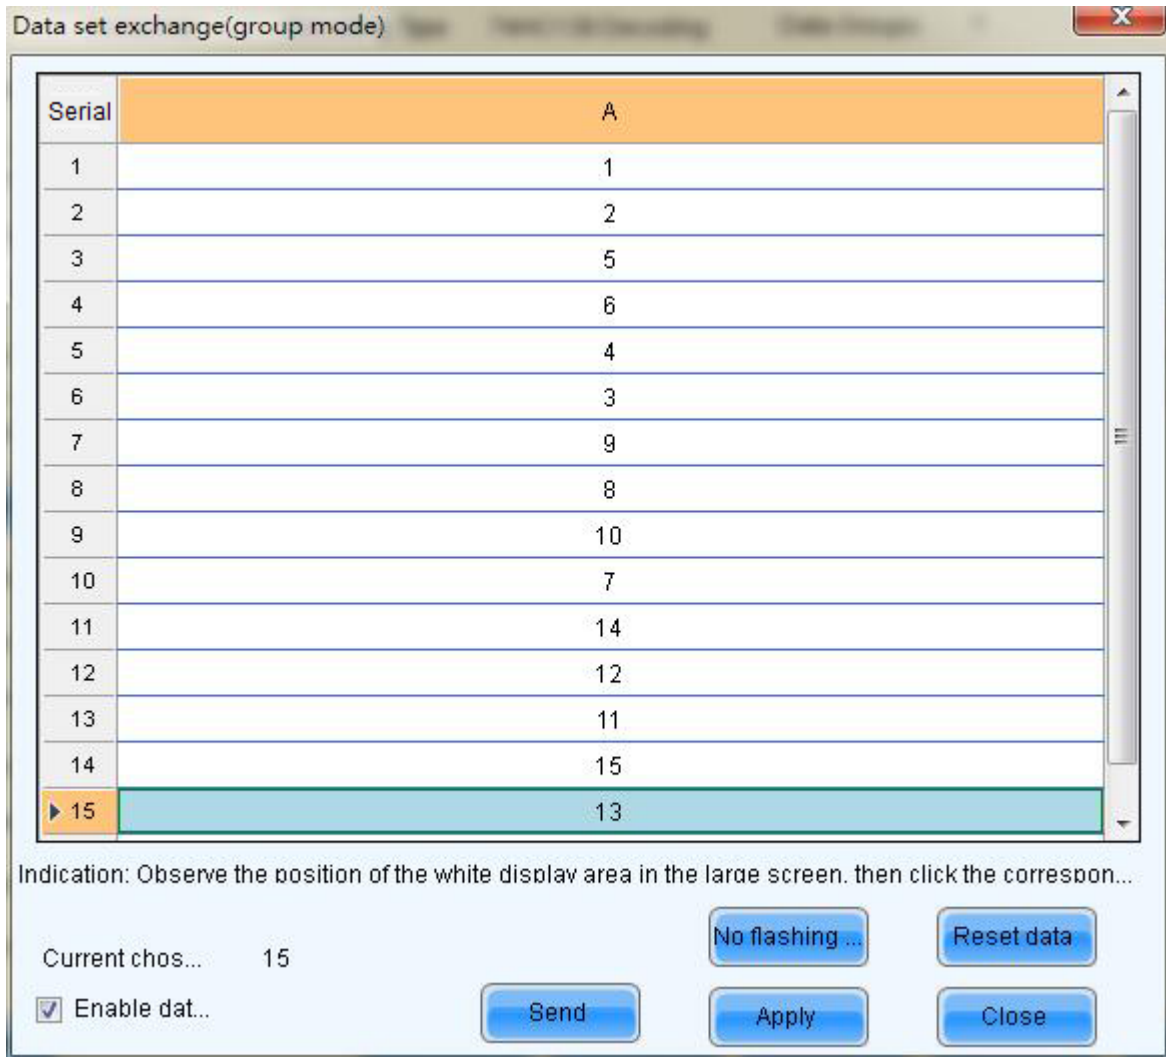 Data set exchange(group mode)
Serial A
1 1
2 2
3 5
4 6
5 4
6 3
7 9
8 8
9 10
10 7
11 14
12 12
13 11
14 15
15 13
Indication: Observe the position of the white display area in the large screen, then click the correspon...
No flashing ... Reset data
Current chos... 15
Enable dat... Send Apply Close